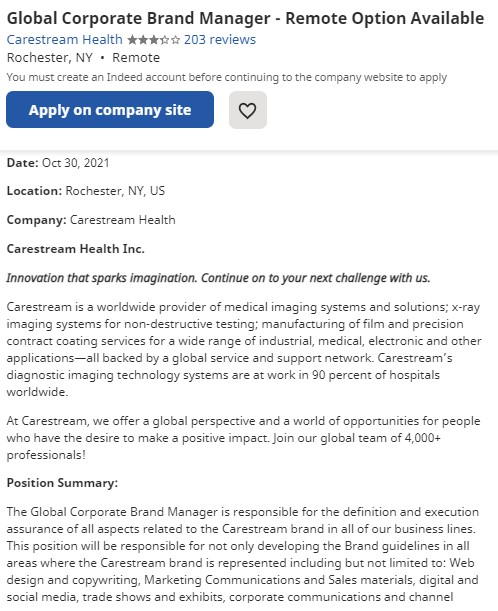 Global Corporate Brand Manager - Remote Option Available
Carestream Health ★★★☆☆ 203 reviews
Rochester, NY • Remote
You must create an Indeed account before continuing to the company website to apply
Apply on company site
Date: Oct 30, 2021
Location: Rochester, NY, US
Company: Carestream Health
Carestream Health Inc.
Innovation that sparks imagination. Continue on to your next challenge with us.
Carestream is a worldwide provider of medical imaging systems and solutions; x-ray
imaging systems for non-destructive testing; manufacturing of film and precision
contract coating services for a wide range of industrial, medical, electronic and other
applications—all backed by a global service and support network. Carestream's
diagnostic imaging technology systems are at work in 90 percent of hospitals
worldwide.
At Carestream, we offer a global perspective and a world of opportunities for people
who have the desire to make a positive impact. Join our global team of 4,000+
professionals!
Position Summary:
The Global Corporate Brand Manager is responsible for the definition and execution
assurance of all aspects related to the Carestream brand in all of our business lines.
This position will be responsible for not only developing the Brand guidelines in all
areas where the Carestream brand is represented including but not limited to: Web
design and copywriting, Marketing Communications and Sales materials, digital and
social media, trade shows and exhibits, corporate communications and channel